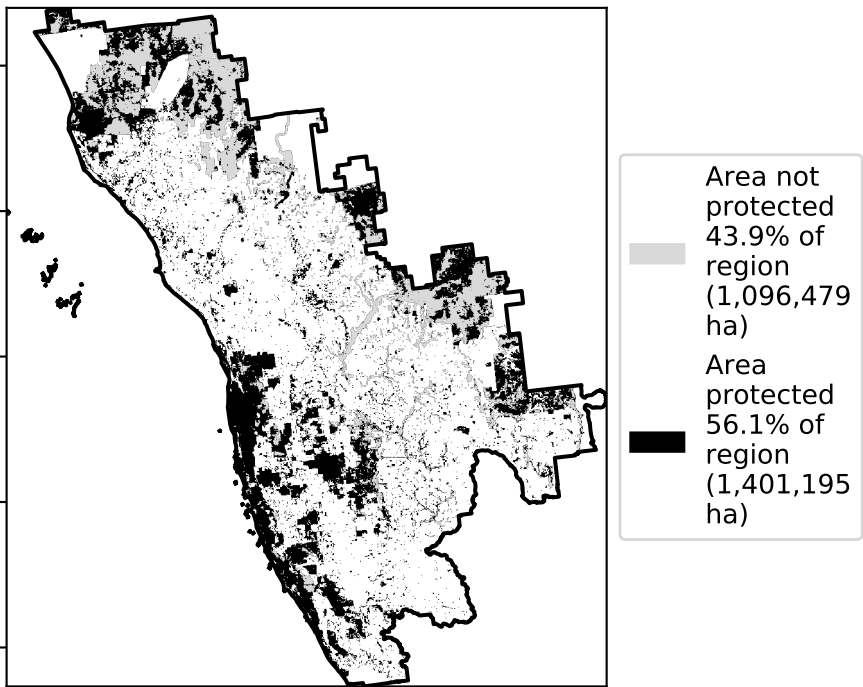 Area not
protected
43.9% of
region
(1,096,479
ha)
Area
protected
56.1% of
region
(1,401,195
ha)